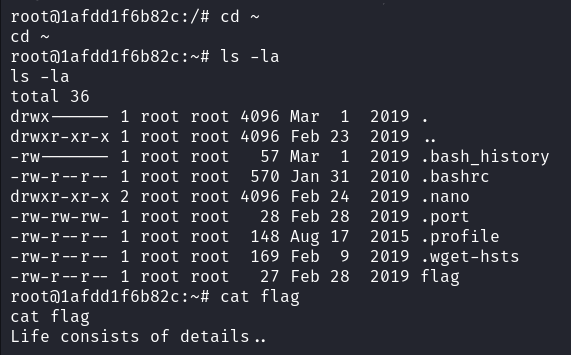 root@1afdd1f6b82c:/# cd ~
cd ~
root@1afdd1f6b82c:~# ls -la
ls -la
total 36
drwx------ 1 root root 4096 Mar  1  2019 .
drwxr-xr-x 1 root root 4096 Feb 23  2019 ..
-rw------- 1 root root   57 Mar  1  2019 .bash_history
-rw-r--r-- 1 root root  570 Jan 31  2010 .bashrc
drwxr-xr-x 2 root root 4096 Feb 24  2019 .nano
-rw-rw-rw- 1 root root   28 Feb 28  2019 .port
-rw-r--r-- 1 root root  148 Aug 17  2015 .profile
-rw-r--r-- 1 root root  169 Feb  9  2019 .wget-hsts
-rw-r--r-- 1 root root   27 Feb 28  2019 flag
root@1afdd1f6b82c:~# cat flag
cat flag
Life consists of details..